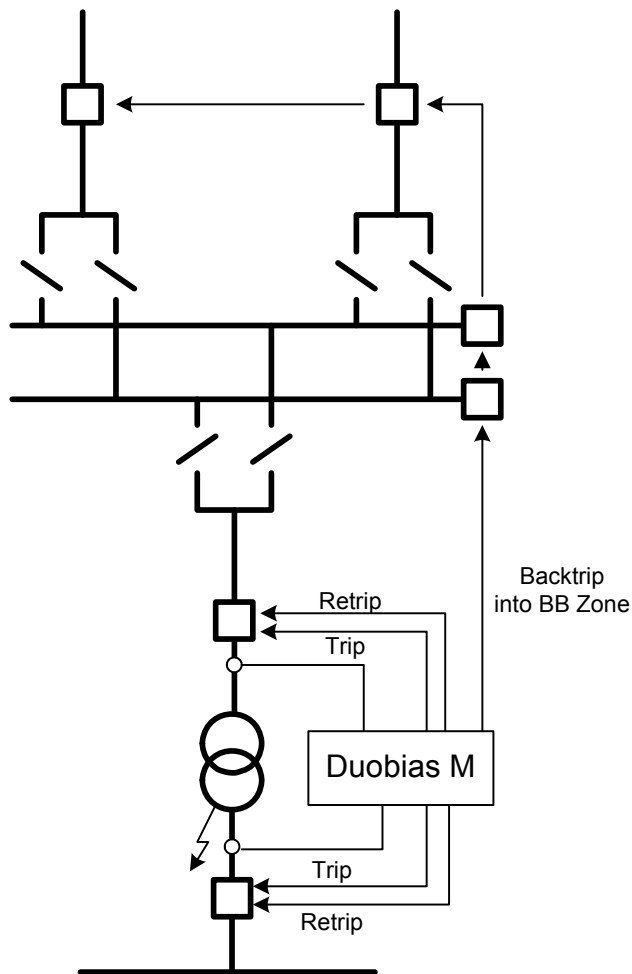 Retrip
Trip
Backtrip
into BB Zone
Duobias M
Trip
Retrip